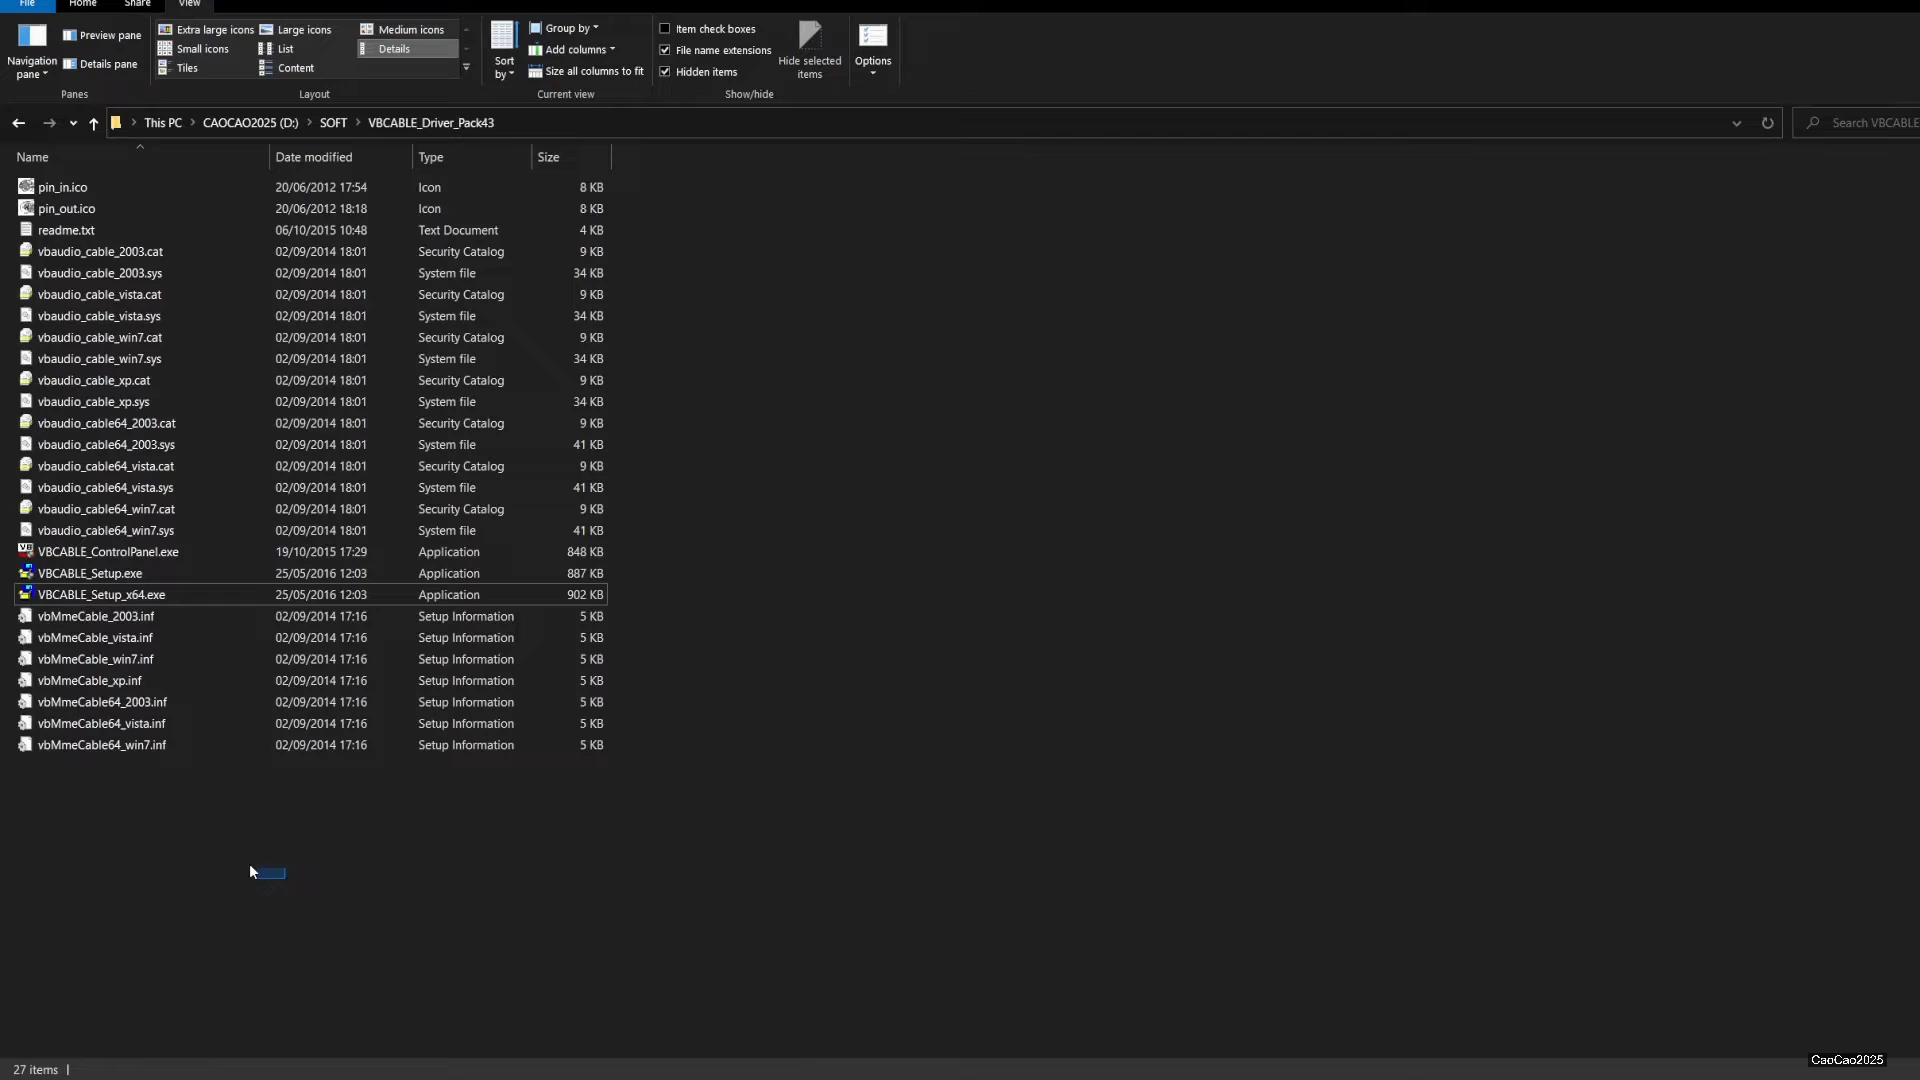 File Home Share View
Navigation pane
Preview pane
Details pane
Panes
Extra large icons Large icons Medium icons
Small icons List Details
Tiles Content
Layout
Sort by
Group by
Add columns
Size all columns to fit
Current view
Item check boxes
File name extensions
Hidden items
Hide selected items
Show/hide
Options
This PC CAOCAO2025 (D:) SOFT VBCABLE_Driver_Pack43
Search VBCABLE
Name Date modified Type Size
pin_in.ico 20/06/2012 17:54 Icon 8 KB
pin_out.ico 20/06/2012 18:18 Icon 8 KB
readme.txt 06/10/2015 10:48 Text Document 4 KB
vbaudio_cable_2003.cat 02/09/2014 18:01 Security Catalog 9 KB
vbaudio_cable_2003.sys 02/09/2014 18:01 System file 34 KB
vbaudio_cable_vista.cat 02/09/2014 18:01 Security Catalog 9 KB
vbaudio_cable_vista.sys 02/09/2014 18:01 System file 34 KB
vbaudio_cable_win7.cat 02/09/2014 18:01 Security Catalog 9 KB
vbaudio_cable_win7.sys 02/09/2014 18:01 System file 34 KB
vbaudio_cable_xp.cat 02/09/2014 18:01 Security Catalog 9 KB
vbaudio_cable_xp.sys 02/09/2014 18:01 System file 34 KB
vbaudio_cable64_2003.cat 02/09/2014 18:01 Security Catalog 9 KB
vbaudio_cable64_2003.sys 02/09/2014 18:01 System file 41 KB
vbaudio_cable64_vista.cat 02/09/2014 18:01 Security Catalog 9 KB
vbaudio_cable64_vista.sys 02/09/2014 18:01 System file 41 KB
vbaudio_cable64_win7.cat 02/09/2014 18:01 Security Catalog 9 KB
vbaudio_cable64_win7.sys 02/09/2014 18:01 System file 41 KB
VBCABLE_ControlPanel.exe 19/10/2015 17:29 Application 848 KB
VBCABLE_Setup.exe 25/05/2016 12:03 Application 887 KB
VBCABLE_Setup_x64.exe 25/05/2016 12:03 Application 902 KB
vbMmeCable_2003.inf 02/09/2014 17:16 Setup Information 5 KB
vbMmeCable_vista.inf 02/09/2014 17:16 Setup Information 5 KB
vbMmeCable_win7.inf 02/09/2014 17:16 Setup Information 5 KB
vbMmeCable_xp.inf 02/09/2014 17:16 Setup Information 5 KB
vbMmeCable64_2003.inf 02/09/2014 17:16 Setup Information 5 KB
vbMmeCable64_vista.inf 02/09/2014 17:16 Setup Information 5 KB
vbMmeCable64_win7.inf 02/09/2014 17:16 Setup Information 5 KB
27 items
CaoCao2025